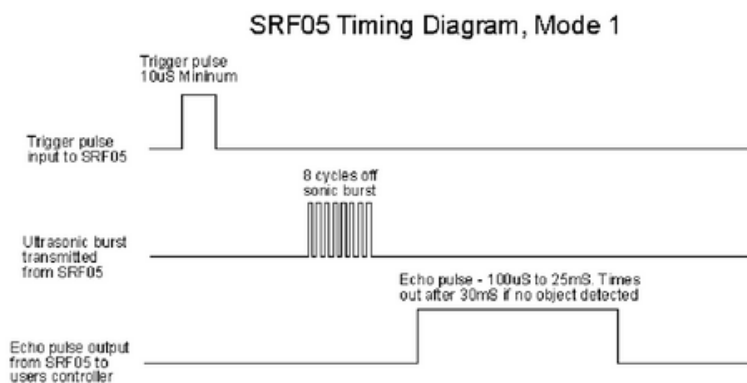 SRF05 Timing Diagram, Mode 1
Trigger pulse
10uS Mininum
Trigger pulse
input to SRF05
8 cycles off
sonic burst
Ultrasonic burst
transmitted
from SRF05
Echo pulse - 100uS to 25mS. Times
out after 30mS if no object detected
Echo pulse output
from SRF05 to
users controller